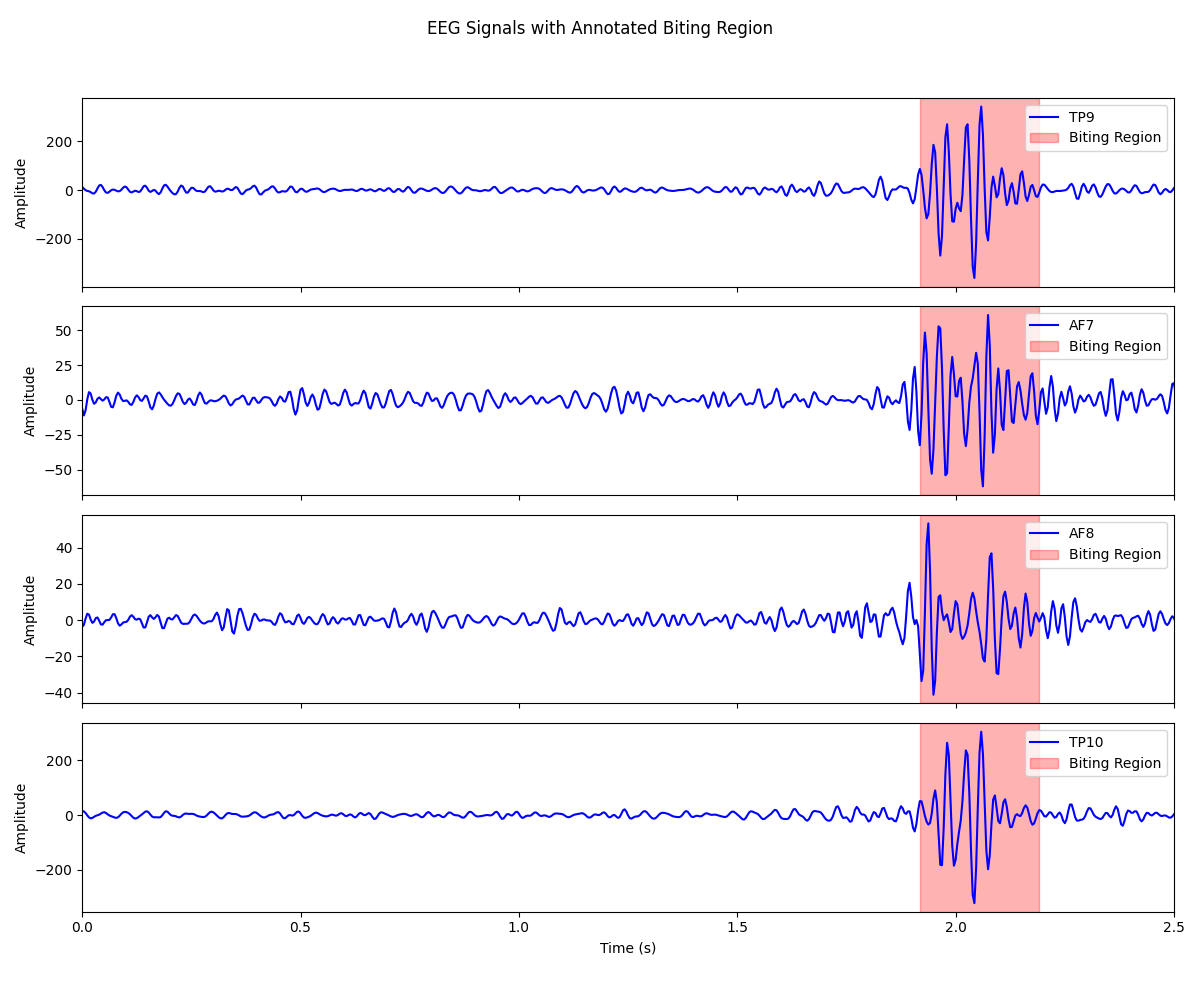 EEG Signals with Annotated Biting Region
200
0
−200
Amplitude
TP9
Biting Region
50
25
0
−25
−50
Amplitude
AF7
Biting Region
40
20
0
−20
−40
Amplitude
AF8
Biting Region
200
0
−200
Amplitude
TP10
Biting Region
0.0 0.5 1.0 1.5 2.0 2.5
Time (s)